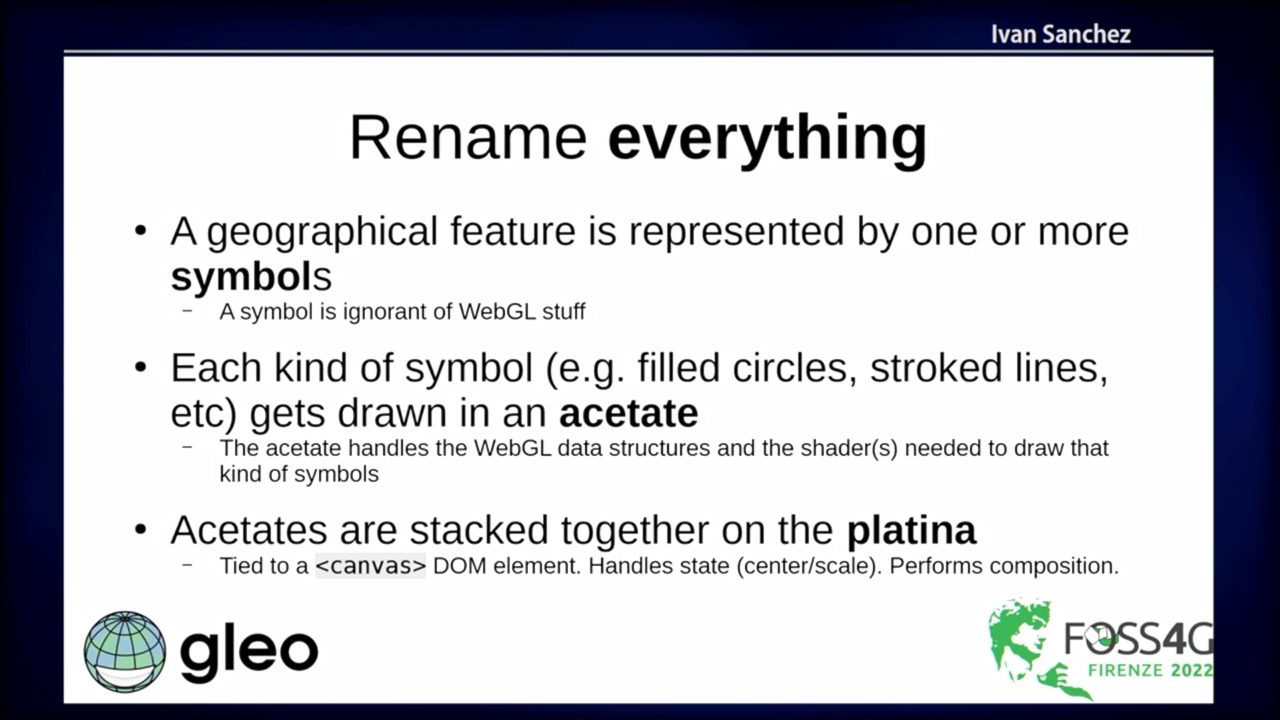 Ivan Sanchez
Rename everything
• A geographical feature is represented by one or more
symbols
– A symbol is ignorant of WebGL stuff
• Each kind of symbol (e.g. filled circles, stroked lines,
etc) gets drawn in an acetate
– The acetate handles the WebGL data structures and the shader(s) needed to draw that
kind of symbols
• Acetates are stacked together on the platina
– Tied to a <canvas> DOM element. Handles state (center/scale). Performs composition.
gleo
FOSS4G
FIRENZE 2022